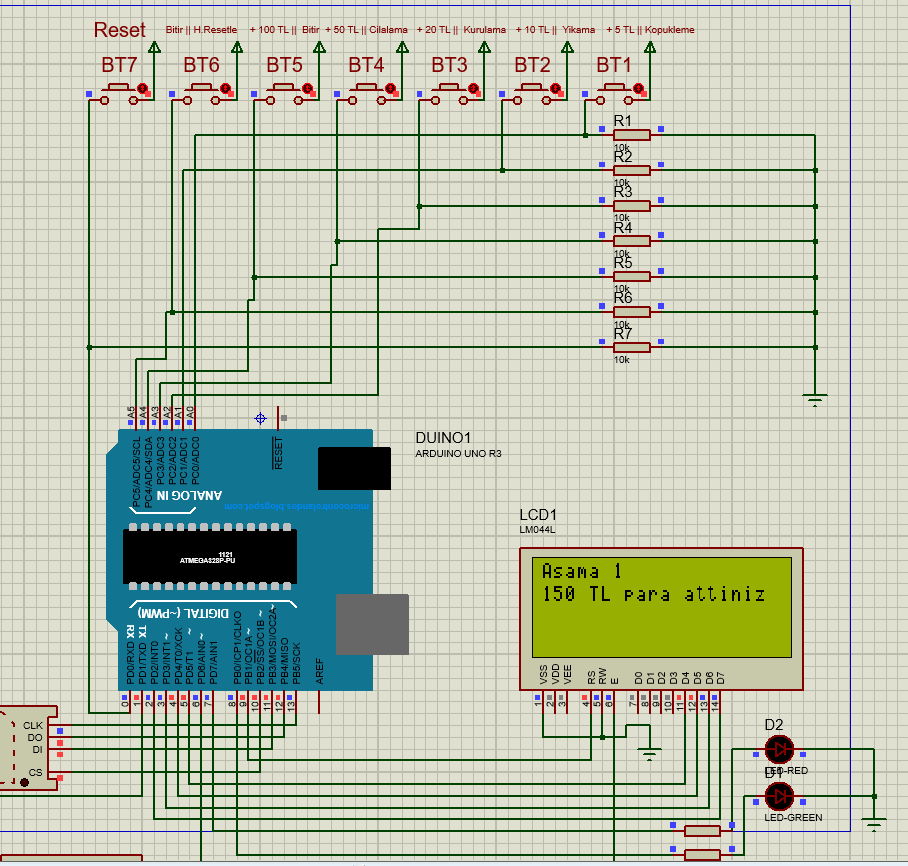 Reset Bitir || H.Resetle + 100 TL || Bitir + 50 TL || Cilalama + 20 TL || Kurulama + 10 TL || Yikama + 5 TL || Kopukleme
BT7 BT6 BT5 BT4 BT3 BT2 BT1
R1
10k
R2
10k
R3
10k
R4
10k
R5
10k
R6
10k
R7
10k
A5 A4 A3 A2 A1 A0
PC5/ADC5/SCL
PC4/ADC4/SDA
PC3/ADC3
PC2/ADC2
PC1/ADC1
PC0/ADC0
RESET
ANALOG IN
microcontrolandos.blogspot.com
DUINO1
ARDUINO UNO R3
1121
ATMEGA328P-PU
DIGITAL (~PWM)
RX
TX
~
~
~
~
~
~
PD0/RXD
PD1/TXD
PD2/INT0
PD3/INT1
PD4/T0/XCK
PD5/T1
PD6/AIN0
PD7/AIN1
PB0/ICP1/CLKO
PB1/OC1A
PB2/SS/OC1B
PB3/MOSI/OC2A
PB4/MISO
PB5/SCK
AREF
0 1 2 3 4 5 6 7 8 9 10 11 12 13
LCD1
LM044L
Asama 1
150 TL para attiniz
VSS VDD VEE RS RW E D0 D1 D2 D3 D4 D5 D6 D7
1 2 3 4 5 6 7 8 9 10 11 12 13 14
CLK
DO
DI
CS
D2
LED-RED
D1
LED-GREEN